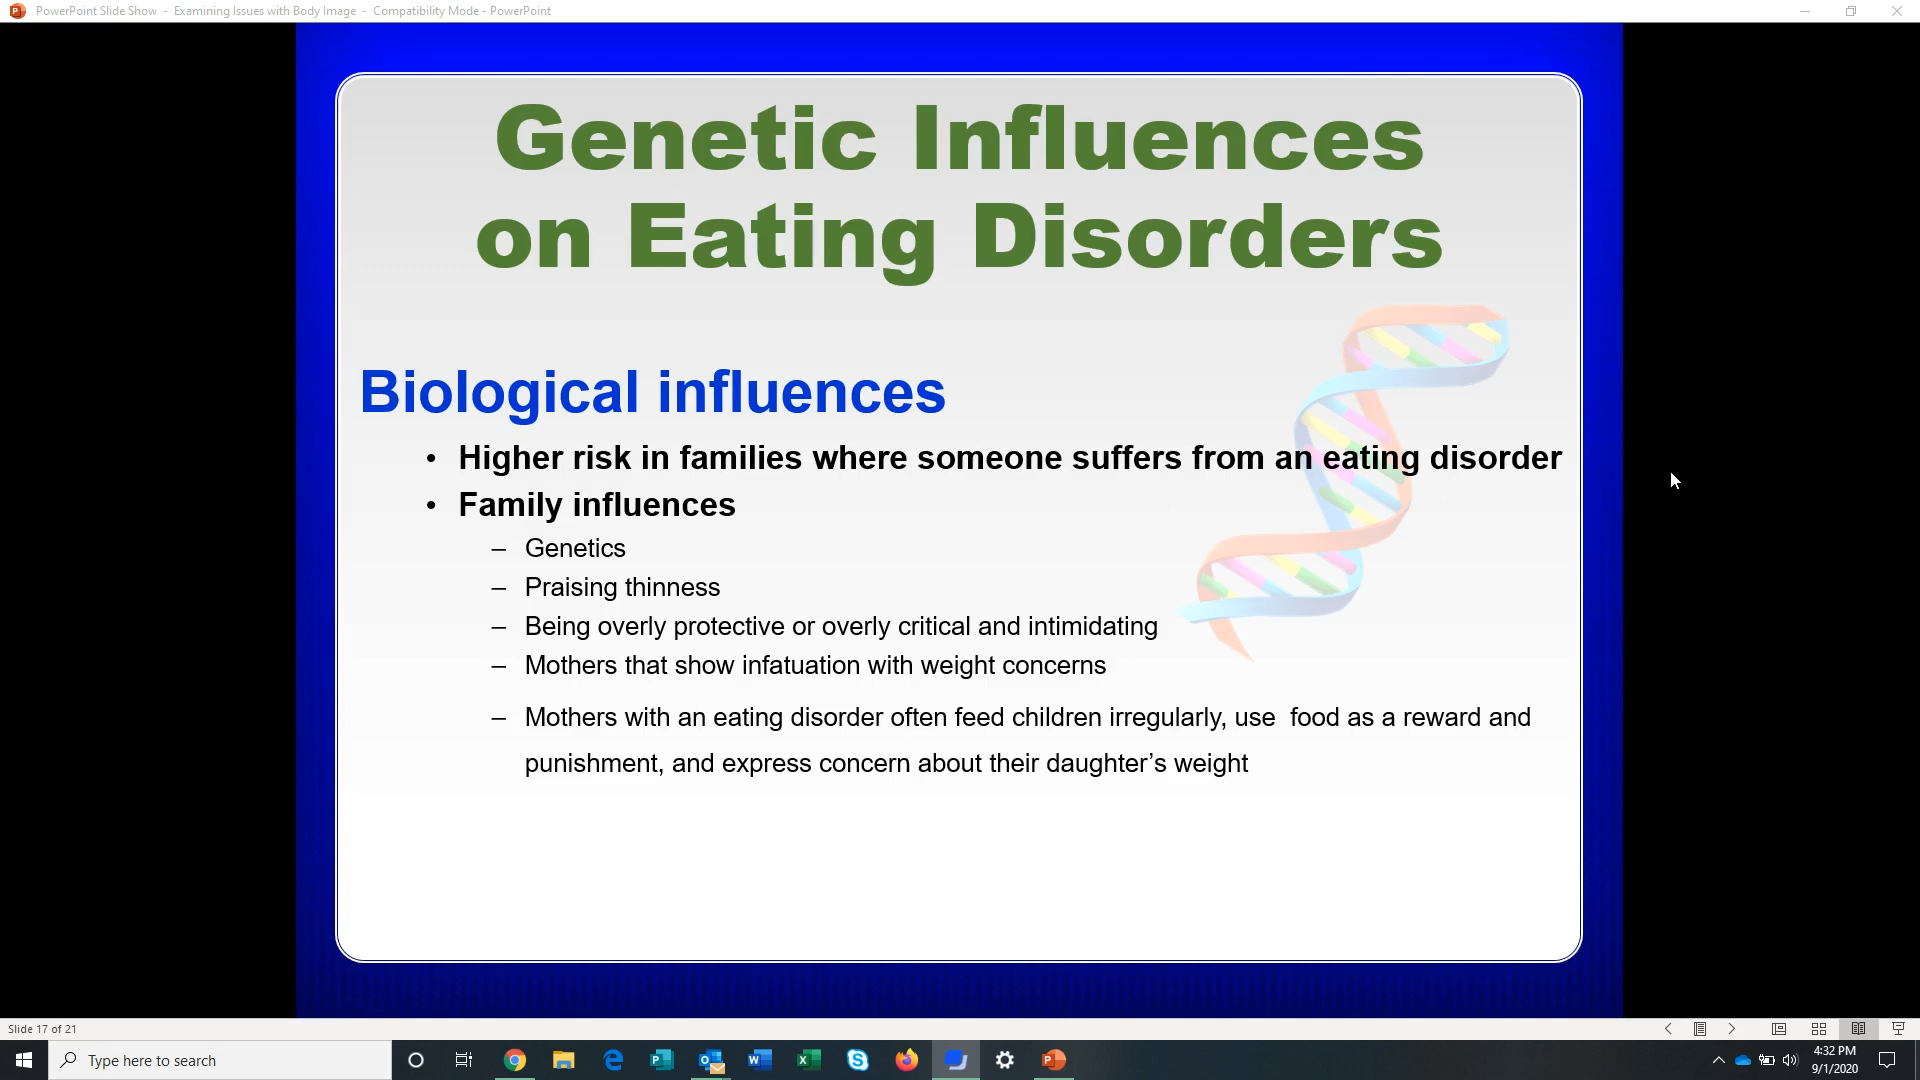 PowerPoint Slide Show - Examining Issues with Body Image - Compatibility Mode - PowerPoint
Genetic Influences
on Eating Disorders
Biological influences
• Higher risk in families where someone suffers from an eating disorder
• Family influences
– Genetics
– Praising thinness
– Being overly protective or overly critical and intimidating
– Mothers that show infatuation with weight concerns
– Mothers with an eating disorder often feed children irregularly, use food as a reward and
punishment, and express concern about their daughter’s weight
Slide 17 of 21
Type here to search
4:32 PM
9/1/2020